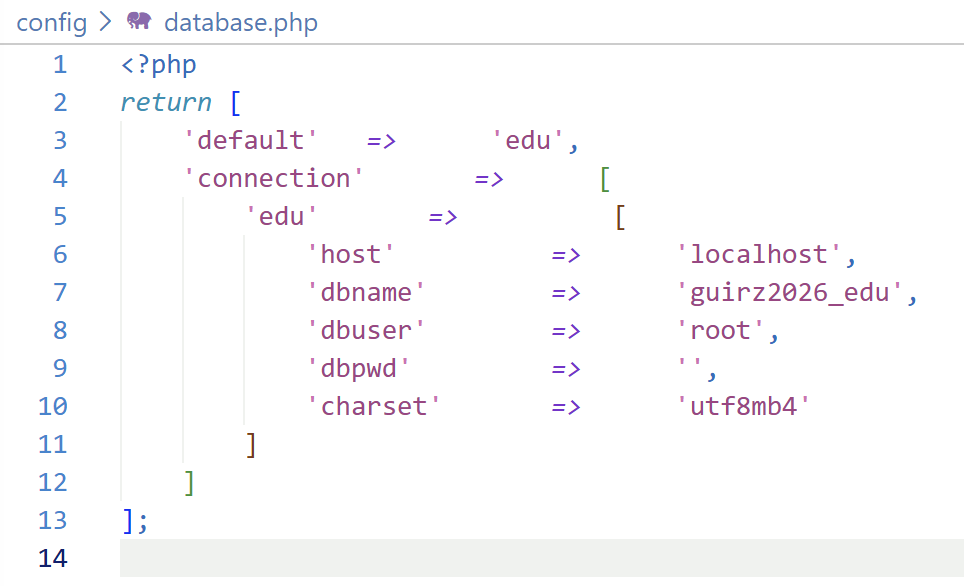 config > database.php
1 <?php
2 return [
3     'default'   =>      'edu',
4     'connection'       =>      [
5         'edu'       =>          [
6             'host'          =>      'localhost',
7             'dbname'        =>      'guirz2026_edu',
8             'dbuser'        =>      'root',
9             'dbpwd'         =>      '',
10             'charset'       =>      'utf8mb4'
11         ]
12     ]
13 ];
14